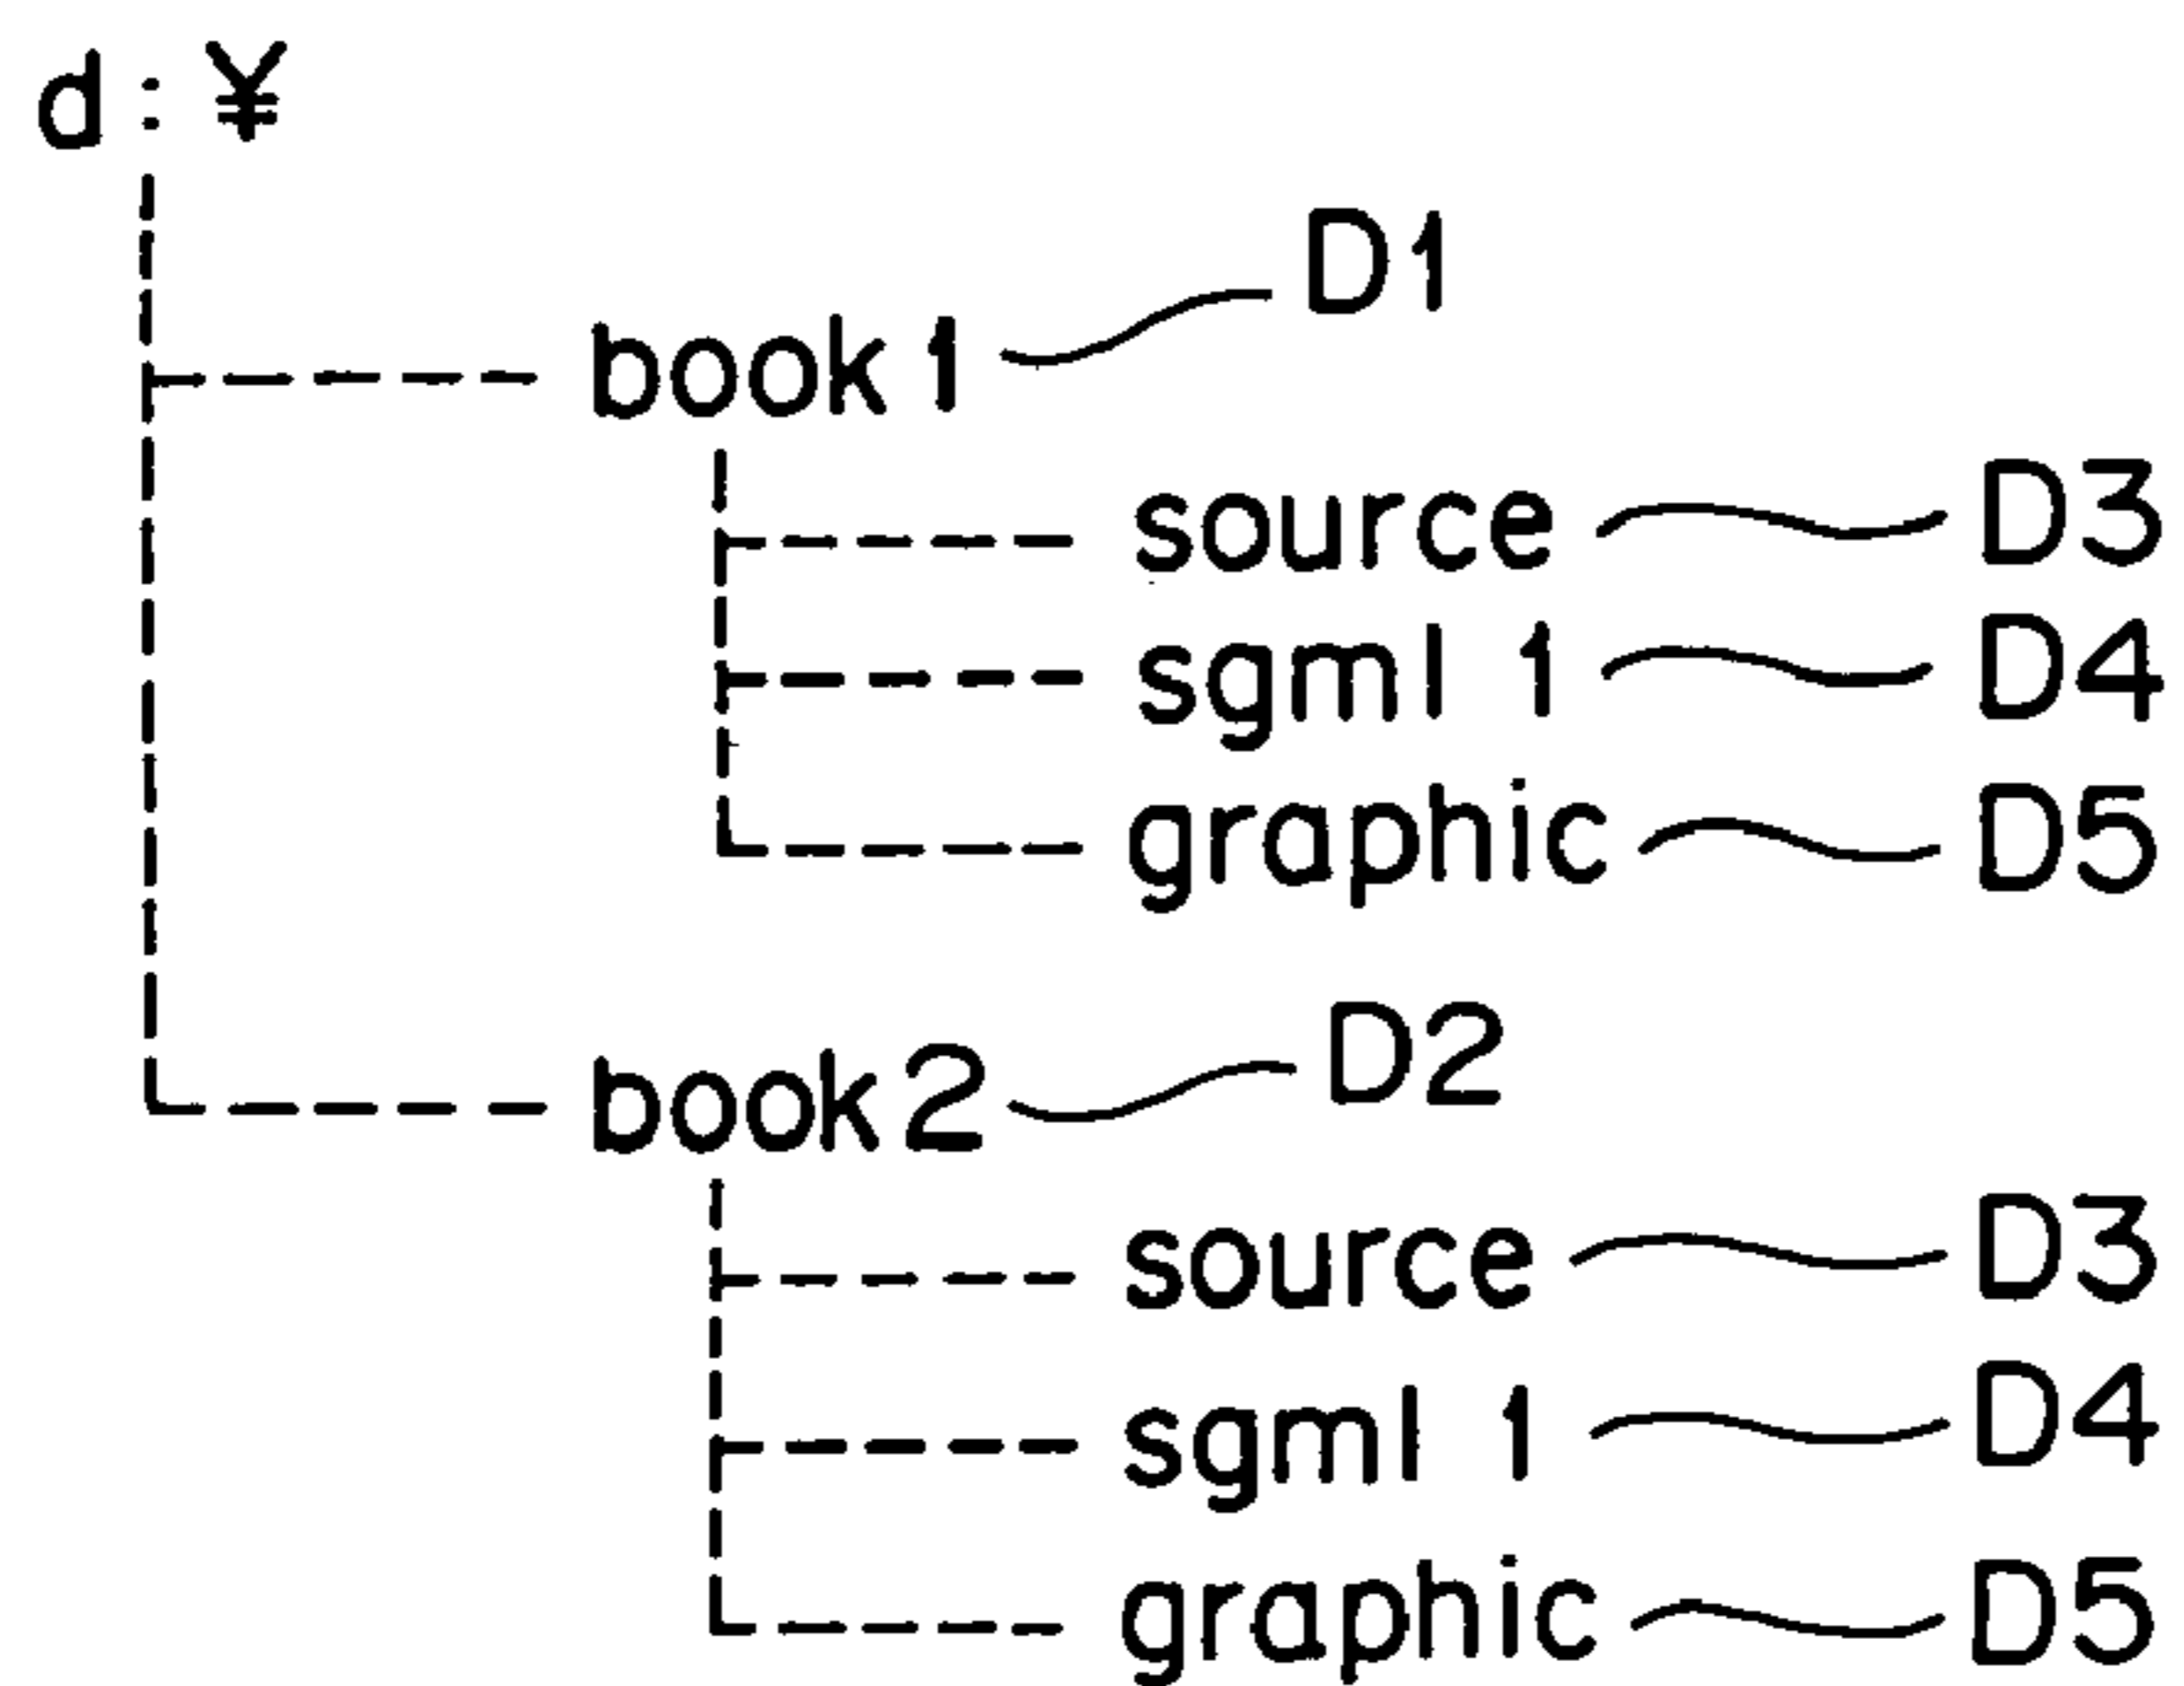 d:¥
D1
book1
source D3
sgml 1 D4
graphic D5
D2
book2
source D3
sgml 1 D4
graphic D5